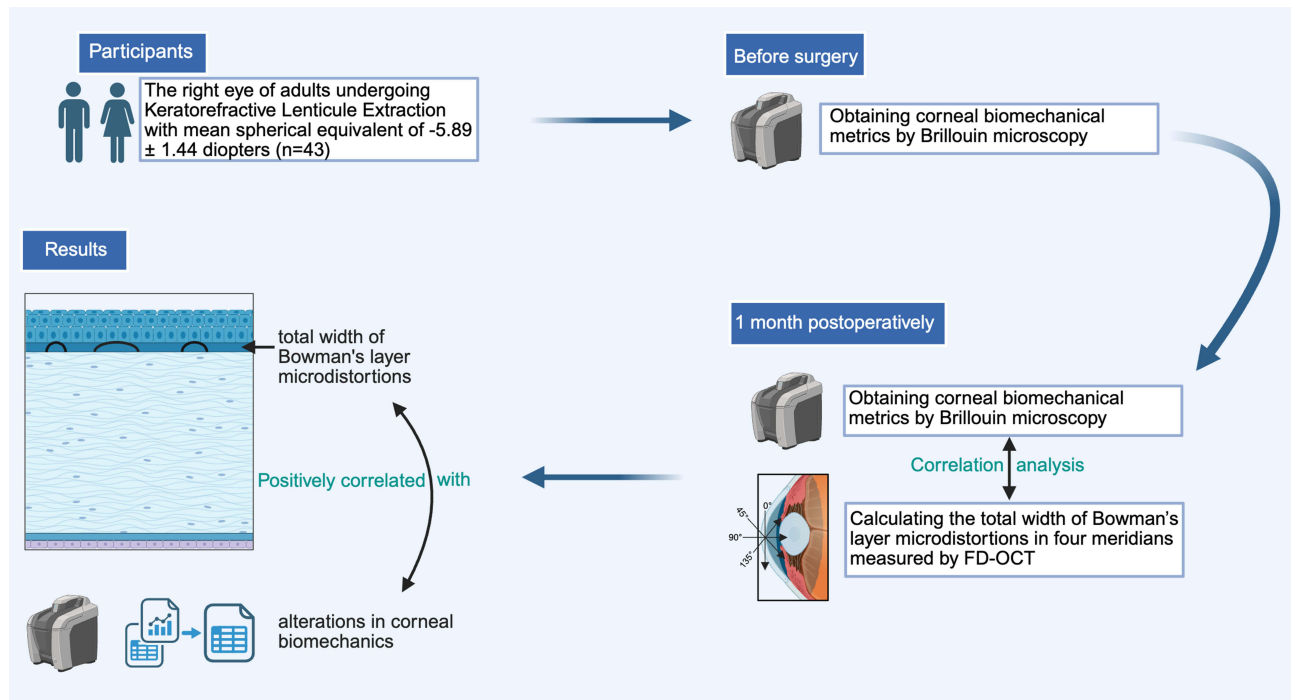 Participants
The right eye of adults undergoing
Keratorefractive Lenticule Extraction
with mean spherical equivalent of -5.89
± 1.44 diopters (n=43)
Before surgery
Obtaining corneal biomechanical
metrics by Brillouin microscopy
1 month postoperatively
Obtaining corneal biomechanical
metrics by Brillouin microscopy
Correlation analysis
0°
45°
90°
135°
Calculating the total width of Bowman's
layer microdistortions in four meridians
measured by FD-OCT
Results
total width of
Bowman's layer
microdistortions
Positively correlated with
alterations in corneal
biomechanics